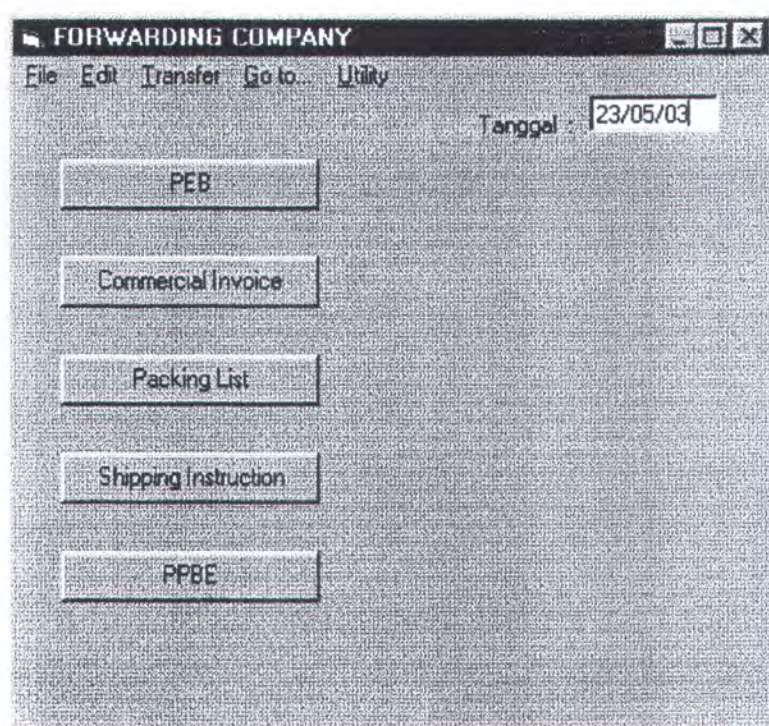 FORWARDING COMPANY
File Edit Transfer Go to... Utility
Tanggal : 23/05/03
PEB
Commercial Invoice
Packing List
Shipping Instruction
PPBE